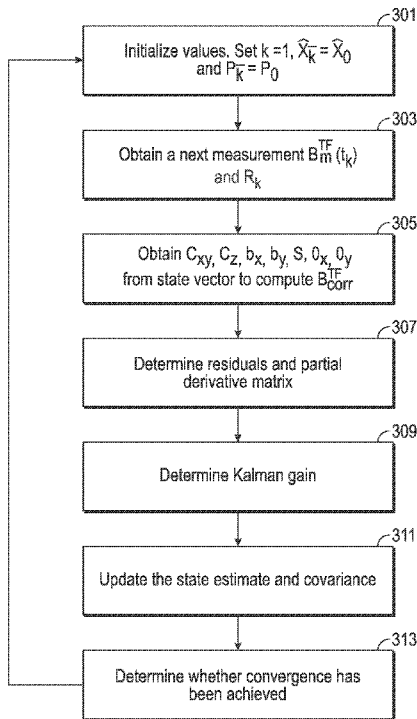 301
Initialize values. Set k =1, X̂k̄ = X̂0
and Pk̄ = P0
303
Obtain a next measurement BmTF(tk)
and Rk
305
Obtain Cxy, Cz, bx, by, S, 0x, 0y
from state vector to compute BcorrTF
307
Determine residuals and partial
derivative matrix
309
Determine Kalman gain
311
Update the state estimate and covariance
313
Determine whether convergence has
been achieved